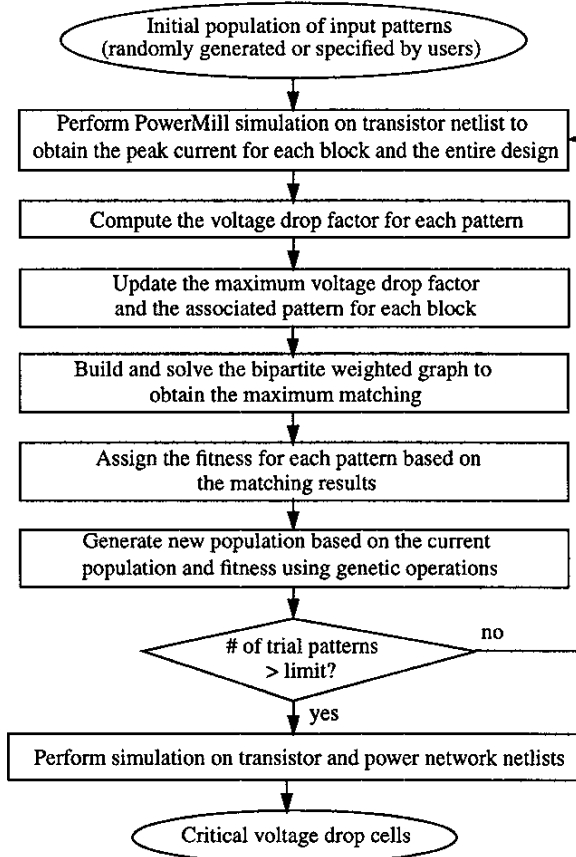 Initial population of input patterns
(randomly generated or specified by users)
Perform PowerMill simulation on transistor netlist to
obtain the peak current for each block and the entire design
Compute the voltage drop factor for each pattern
Update the maximum voltage drop factor
and the associated pattern for each block
Build and solve the bipartite weighted graph to
obtain the maximum matching
Assign the fitness for each pattern based on
the matching results
Generate new population based on the current
population and fitness using genetic operations
# of trial patterns
> limit?
no
yes
Perform simulation on transistor and power network netlists
Critical voltage drop cells